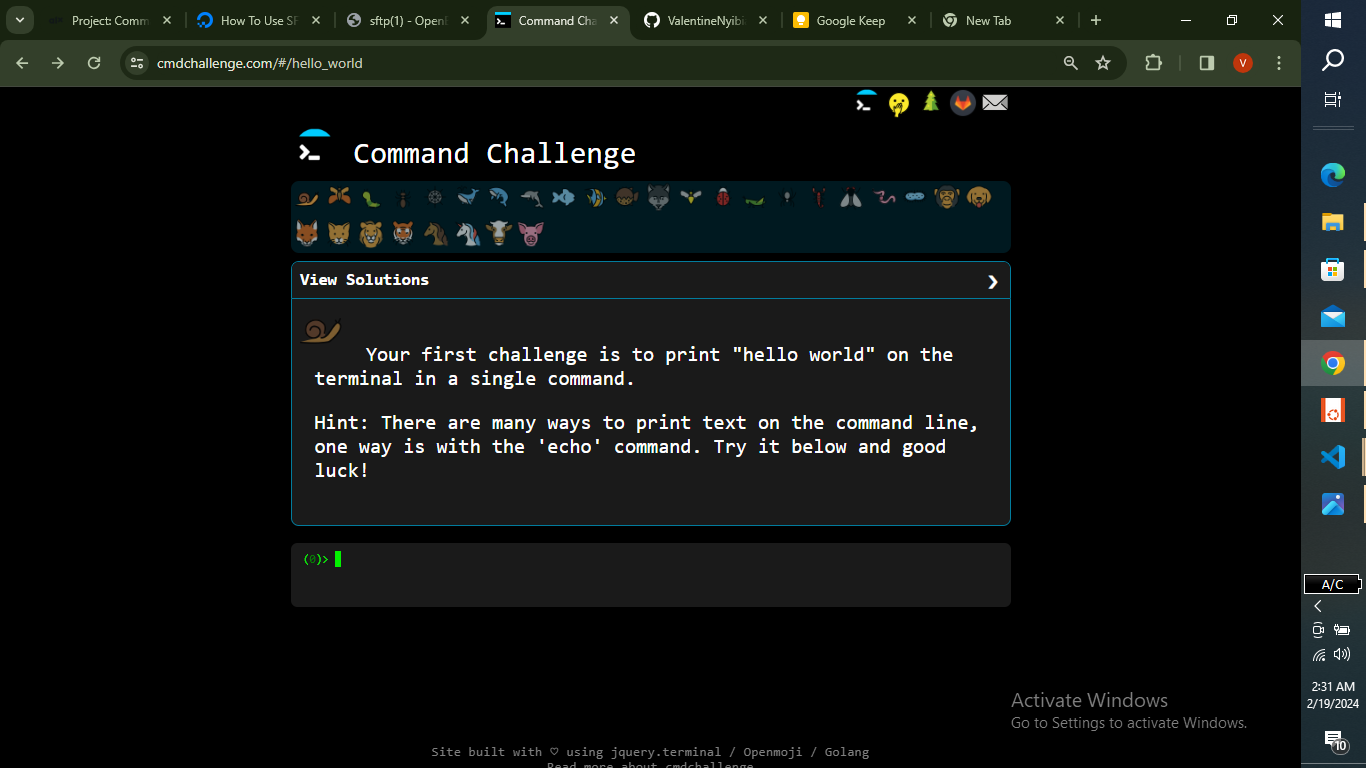 Project: Comm
How To Use SF
sftp(1) - OpenB
Command Cha
ValentineNyibi
Google Keep
New Tab
cmdchallenge.com/#/hello_world
V
Command Challenge
View Solutions
Your first challenge is to print "hello world" on the
terminal in a single command.
Hint: There are many ways to print text on the command line,
one way is with the 'echo' command. Try it below and good
luck!
(0)>
A/C
2:31 AM
2/19/2024
10
Activate Windows
Go to Settings to activate Windows.
Site built with ♡ using jquery.terminal / Openmoji / Golang
Read more about cmdchallenge